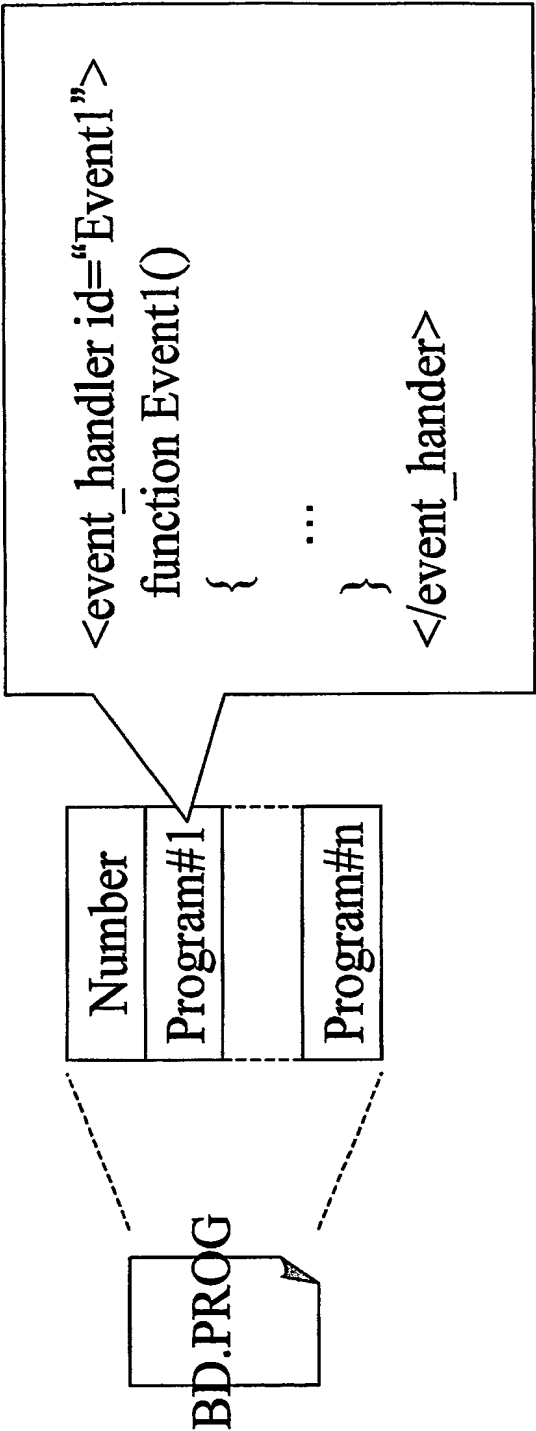 BD.PROG
Number
Program#1
Program#n
<event_handler id=“Event1”>
function Event1()
{
...
}
</event_hander>